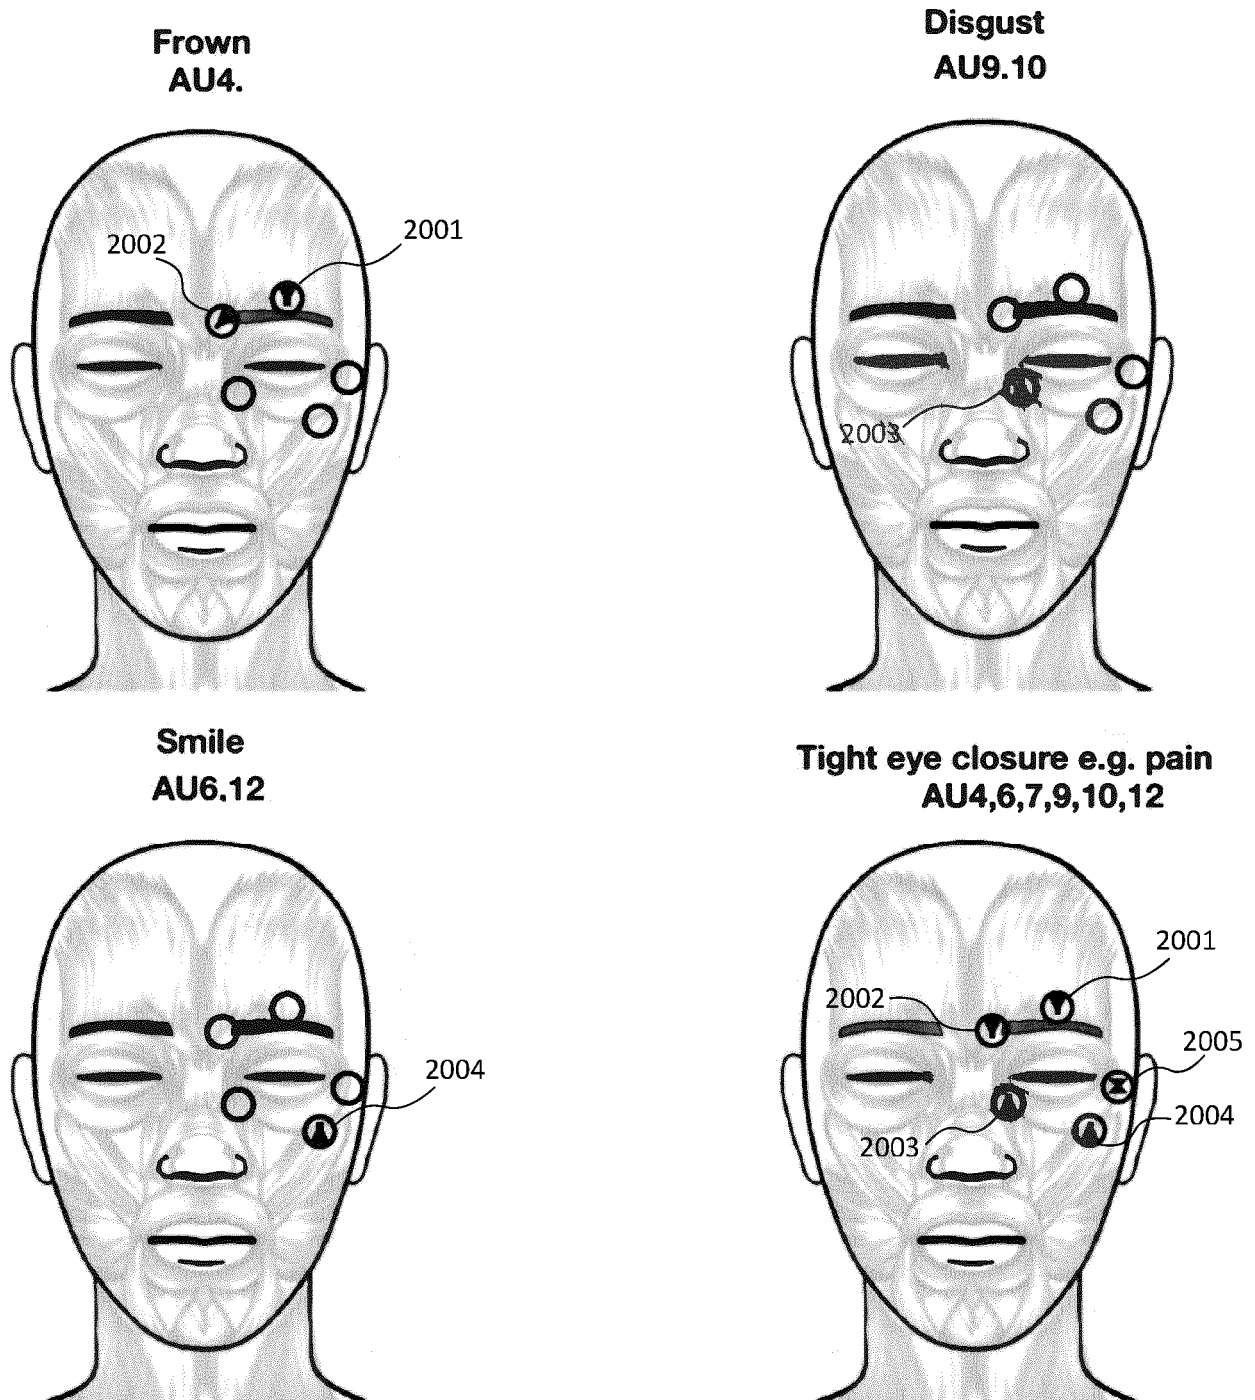 Frown
AU4.
2002
2001
Disgust
AU9.10
2003
Smile
AU6.12
2004
Tight eye closure e.g. pain
AU4,6,7,9,10,12
2001
2002
2005
2004
2003